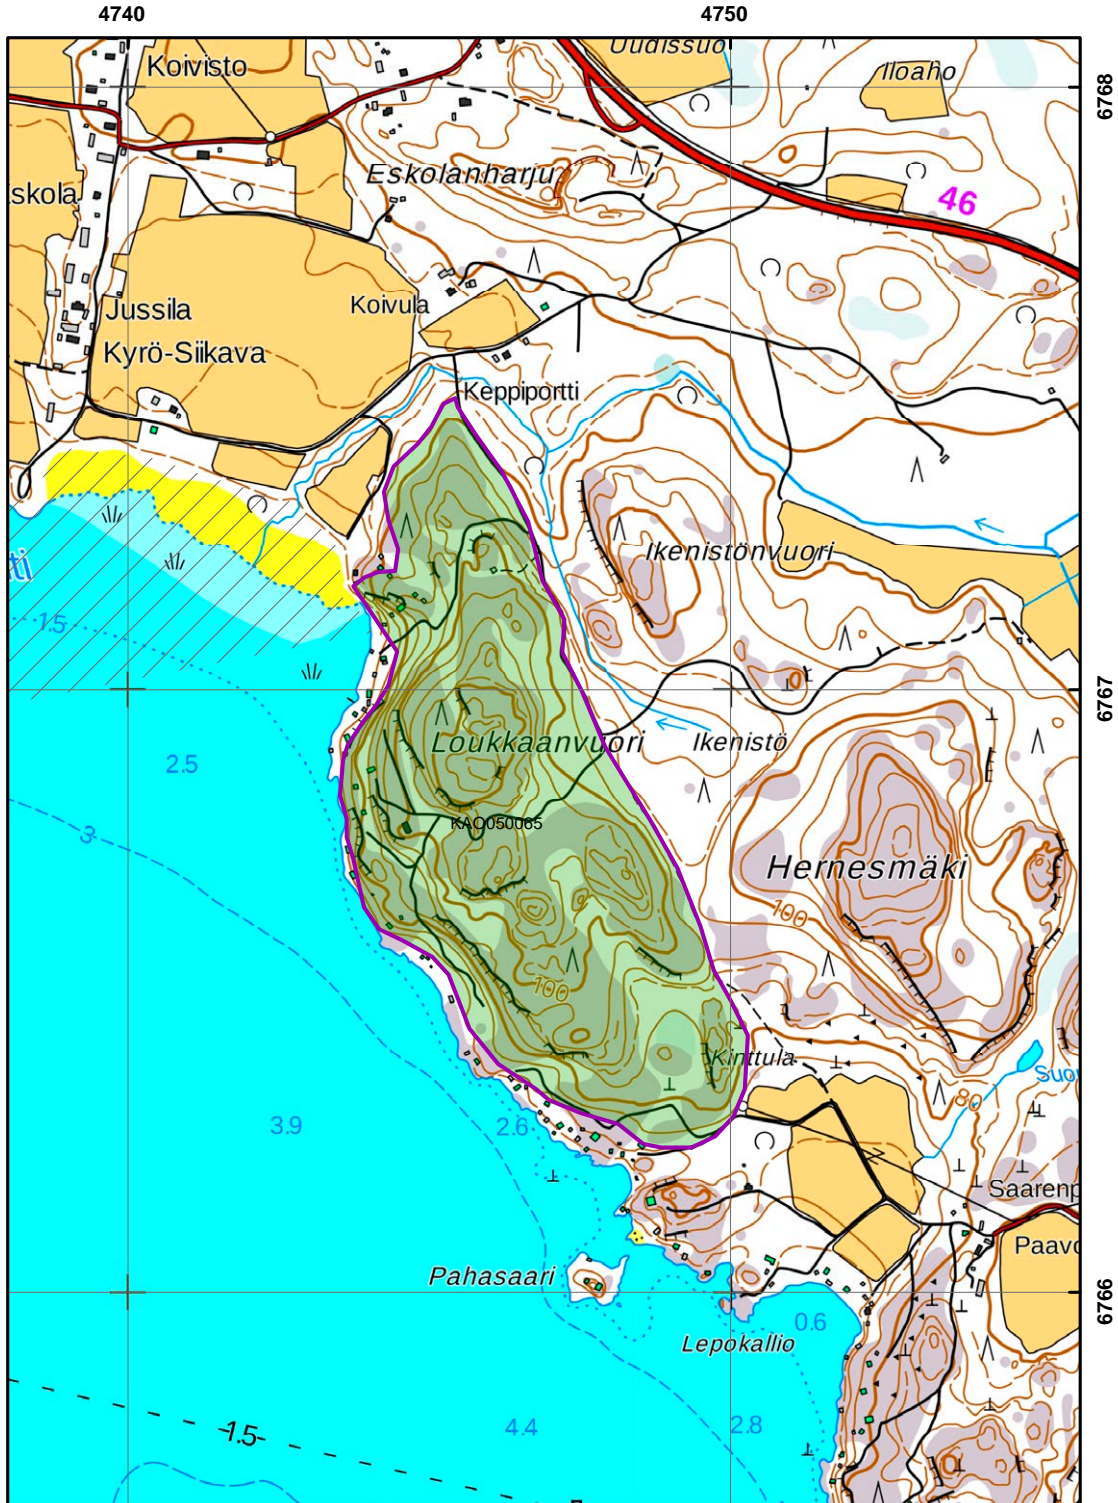 4740 4750
6768
Uudissuo
Koivisto
Iloaho
Eskolanharju
46
skola
Jussila
Koivula
Kyrö-Siikava
Keppiportti
Ikenistönvuori
ti
1.5
6767
Loukkaanvuori
Ikenistö
2.5
KAO050065
3
Hernesmäki
100
100
Kinttula
Suo
80
3.9
2.6
Saarenp
Paavo
Pahasaari
6766
0.6
Lepokallio
1.5
4.4
2.8